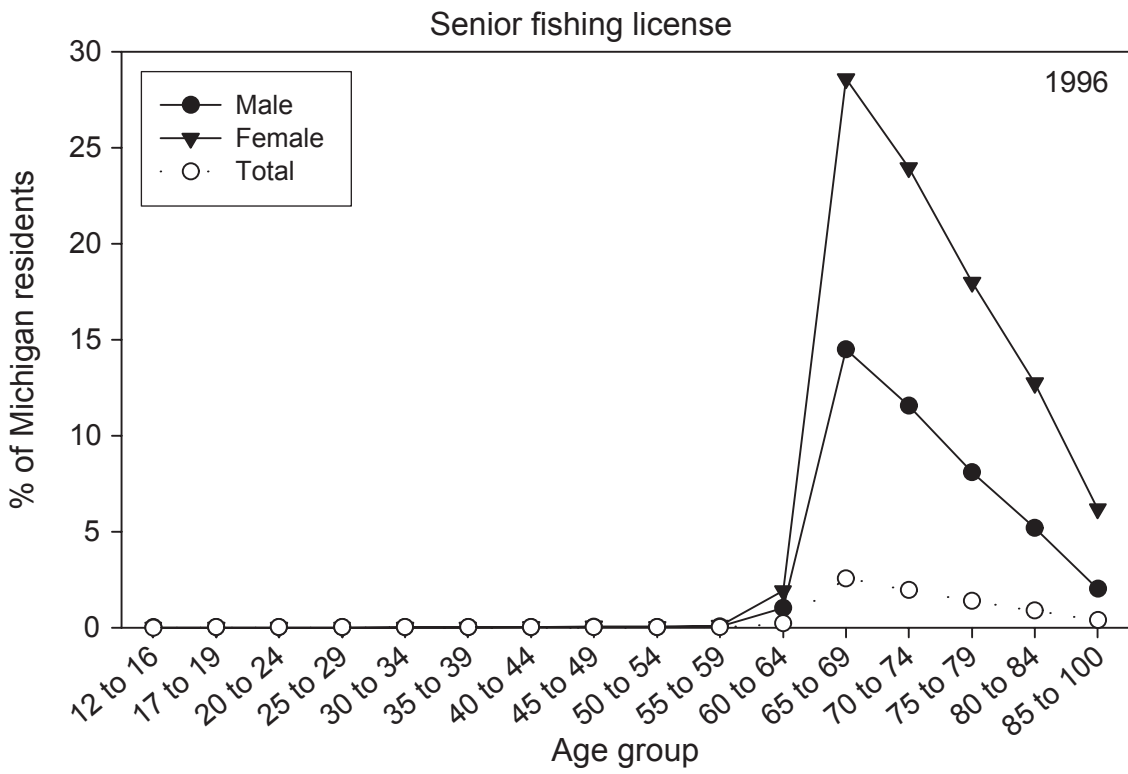 Senior fishing license
1996
Male
Female
Total
% of Michigan residents
30
25
20
15
10
5
0
12 to 16
17 to 19
20 to 24
25 to 29
30 to 34
35 to 39
40 to 44
45 to 49
50 to 54
55 to 59
60 to 64
65 to 69
70 to 74
75 to 79
80 to 84
85 to 100
Age group